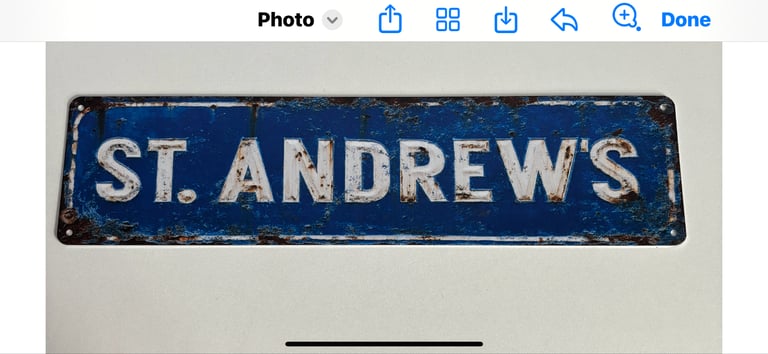 Photo
Done
ST. ANDREW'S